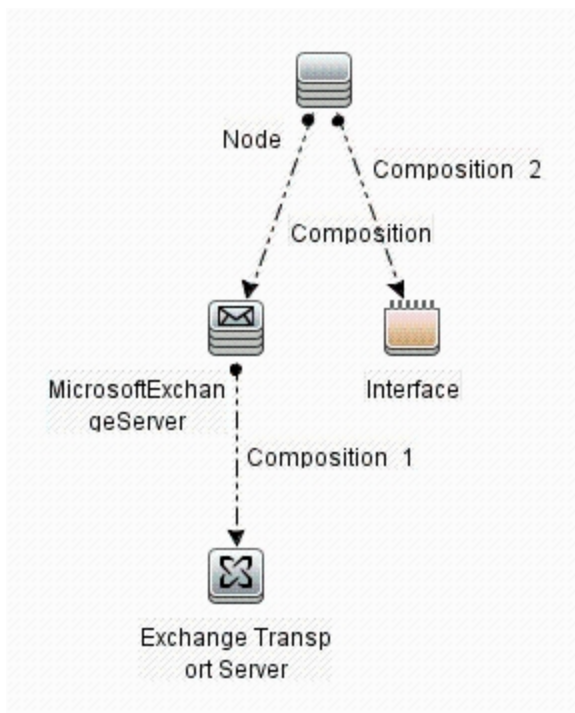 Node
Composition 2
Composition
MicrosoftExchan
geServer
Interface
Composition 1
Exchange Transp
ort Server